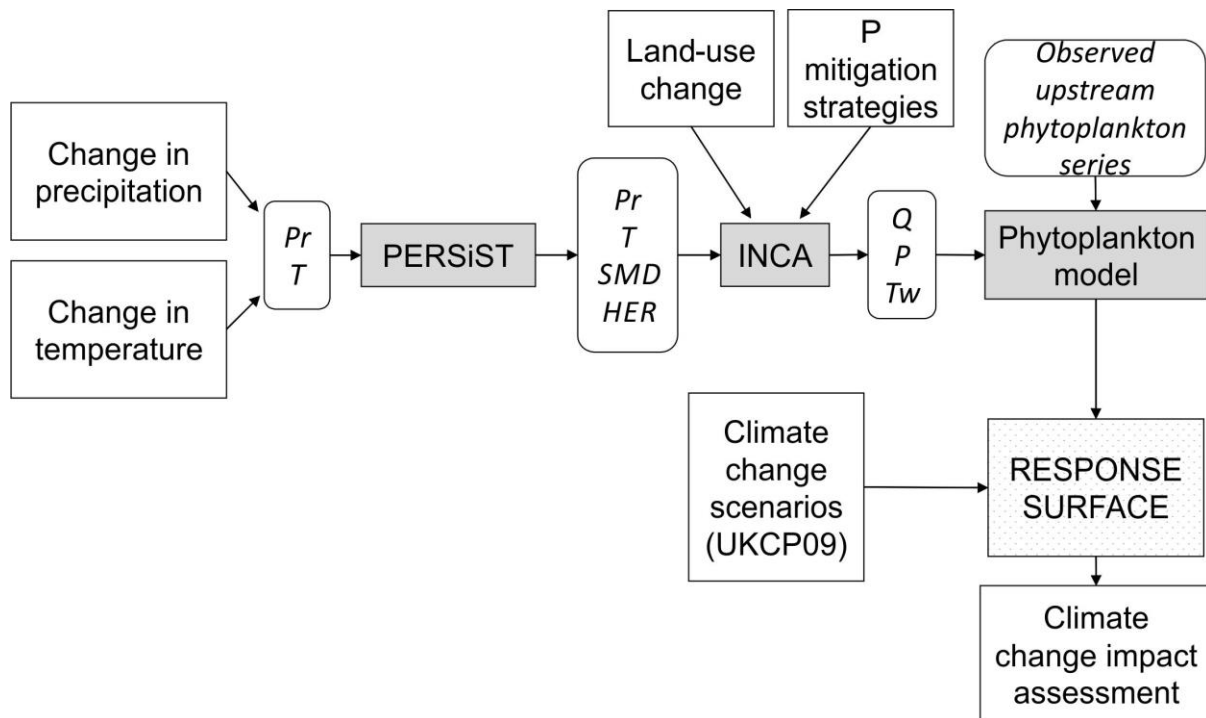 Change in
precipitation
Change in
temperature
Pr
T
PERSiST
Pr
T
SMD
HER
Land-use
change
P
mitigation
strategies
INCA
Q
P
Tw
Observed
upstream
phytoplankton
series
Phytoplankton
model
Climate
change
scenarios
(UKCP09)
RESPONSE
SURFACE
Climate
change impact
assessment